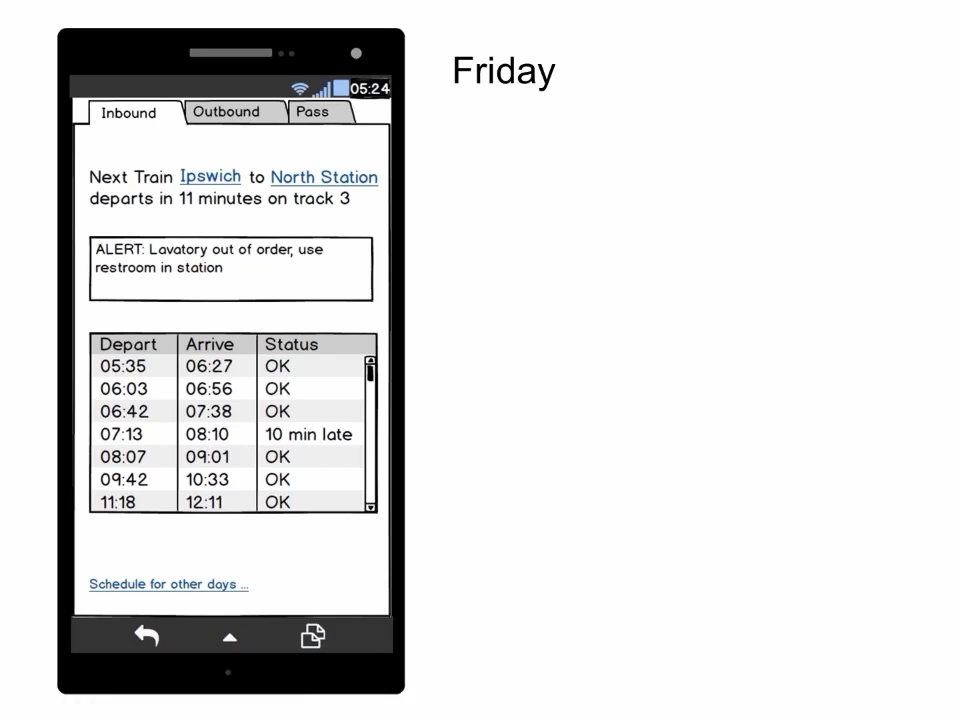 Friday
05:24
Inbound Outbound Pass
Next Train Ipswich to North Station
departs in 11 minutes on track 3
ALERT: Lavatory out of order, use
restroom in station
Depart Arrive Status
05:35 06:27 OK
06:03 06:56 OK
06:42 07:38 OK
07:13 08:10 10 min late
08:07 09:01 OK
09:42 10:33 OK
11:18 12:11 OK
Schedule for other days ...